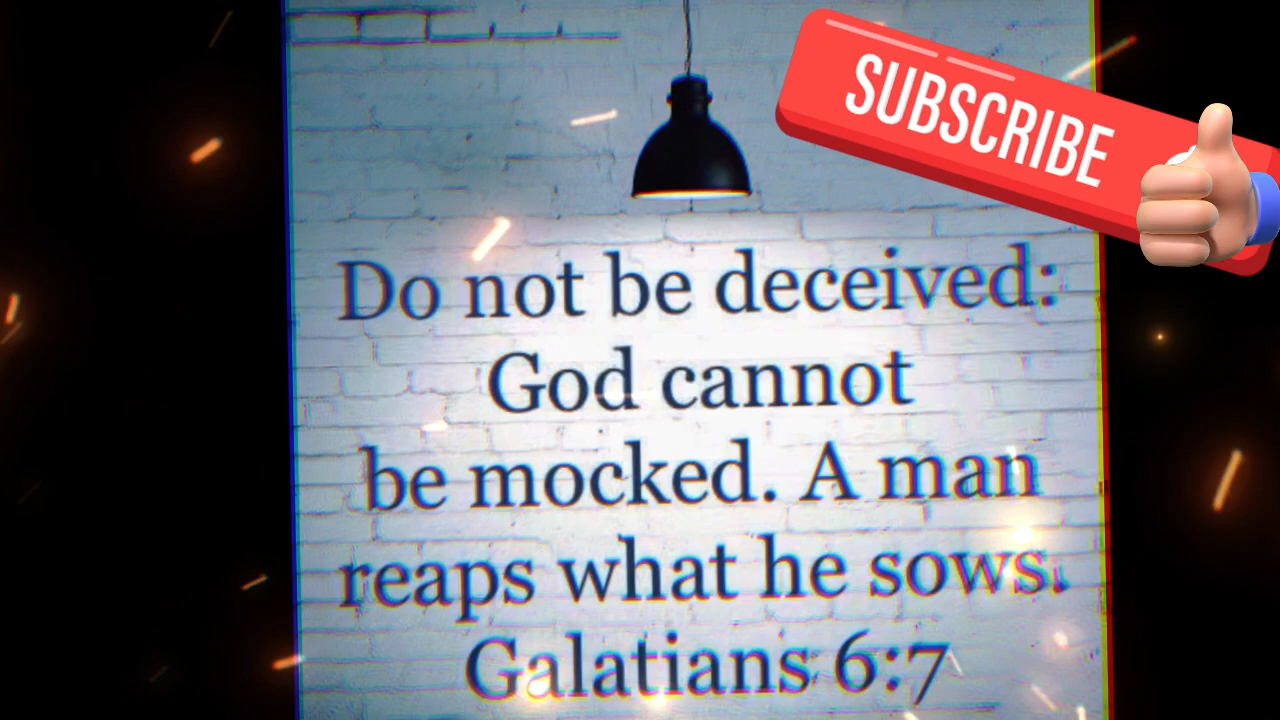 SUBSCRIBE
Do not be deceived:
God cannot
be mocked. A man
reaps what he sows.
Galatians 6:7